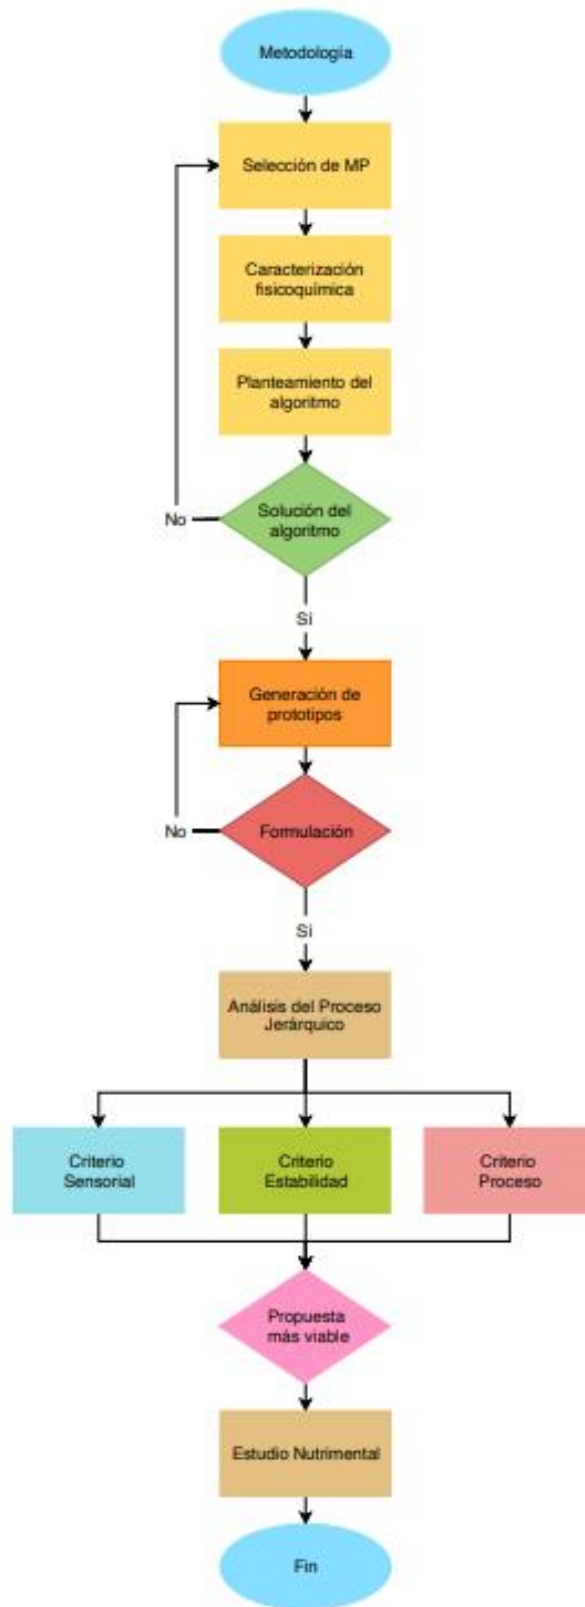 Metodología
Selección de MP
Caracterización
fisicoquímica
Planteamiento del
algoritmo
Solución del
algoritmo
No
Sí
Generación de
prototipos
Formulación
No
Sí
Análisis del Proceso
Jerárquico
Criterio
Sensorial
Criterio
Estabilidad
Criterio
Proceso
Propuesta
más viable
Estudio Nutrimental
Fin